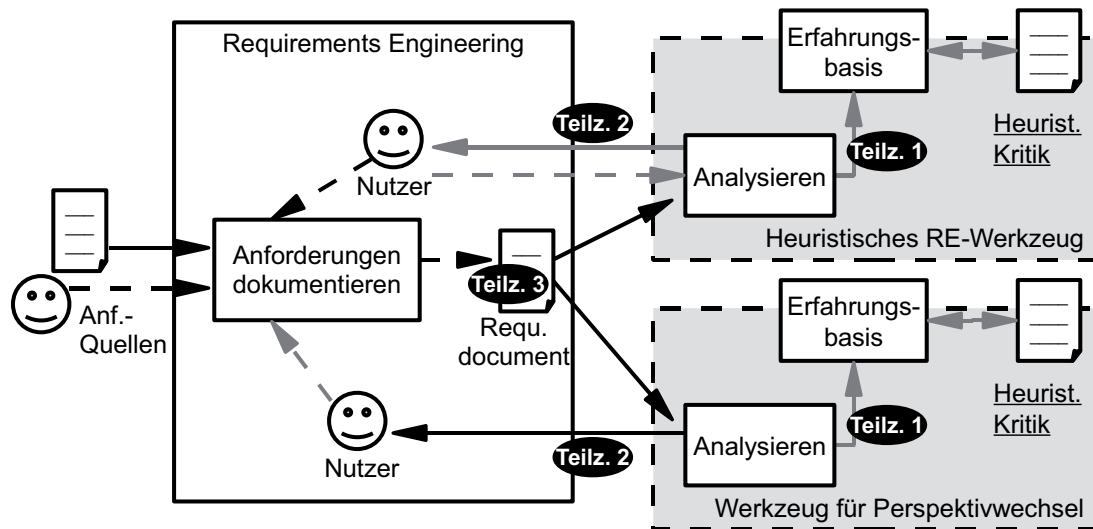 Requirements Engineering
Nutzer
Anforderungen
dokumentieren
Anf.-
Quellen
Teilz. 3
Requ.
document
Nutzer
Teilz. 2
Erfahrungs-
basis
Heurist.
Kritik
Teilz. 1
Analysieren
Heuristisches RE-Werkzeug
Teilz. 2
Erfahrungs-
basis
Heurist.
Kritik
Teilz. 1
Analysieren
Werkzeug für Perspektivwechsel